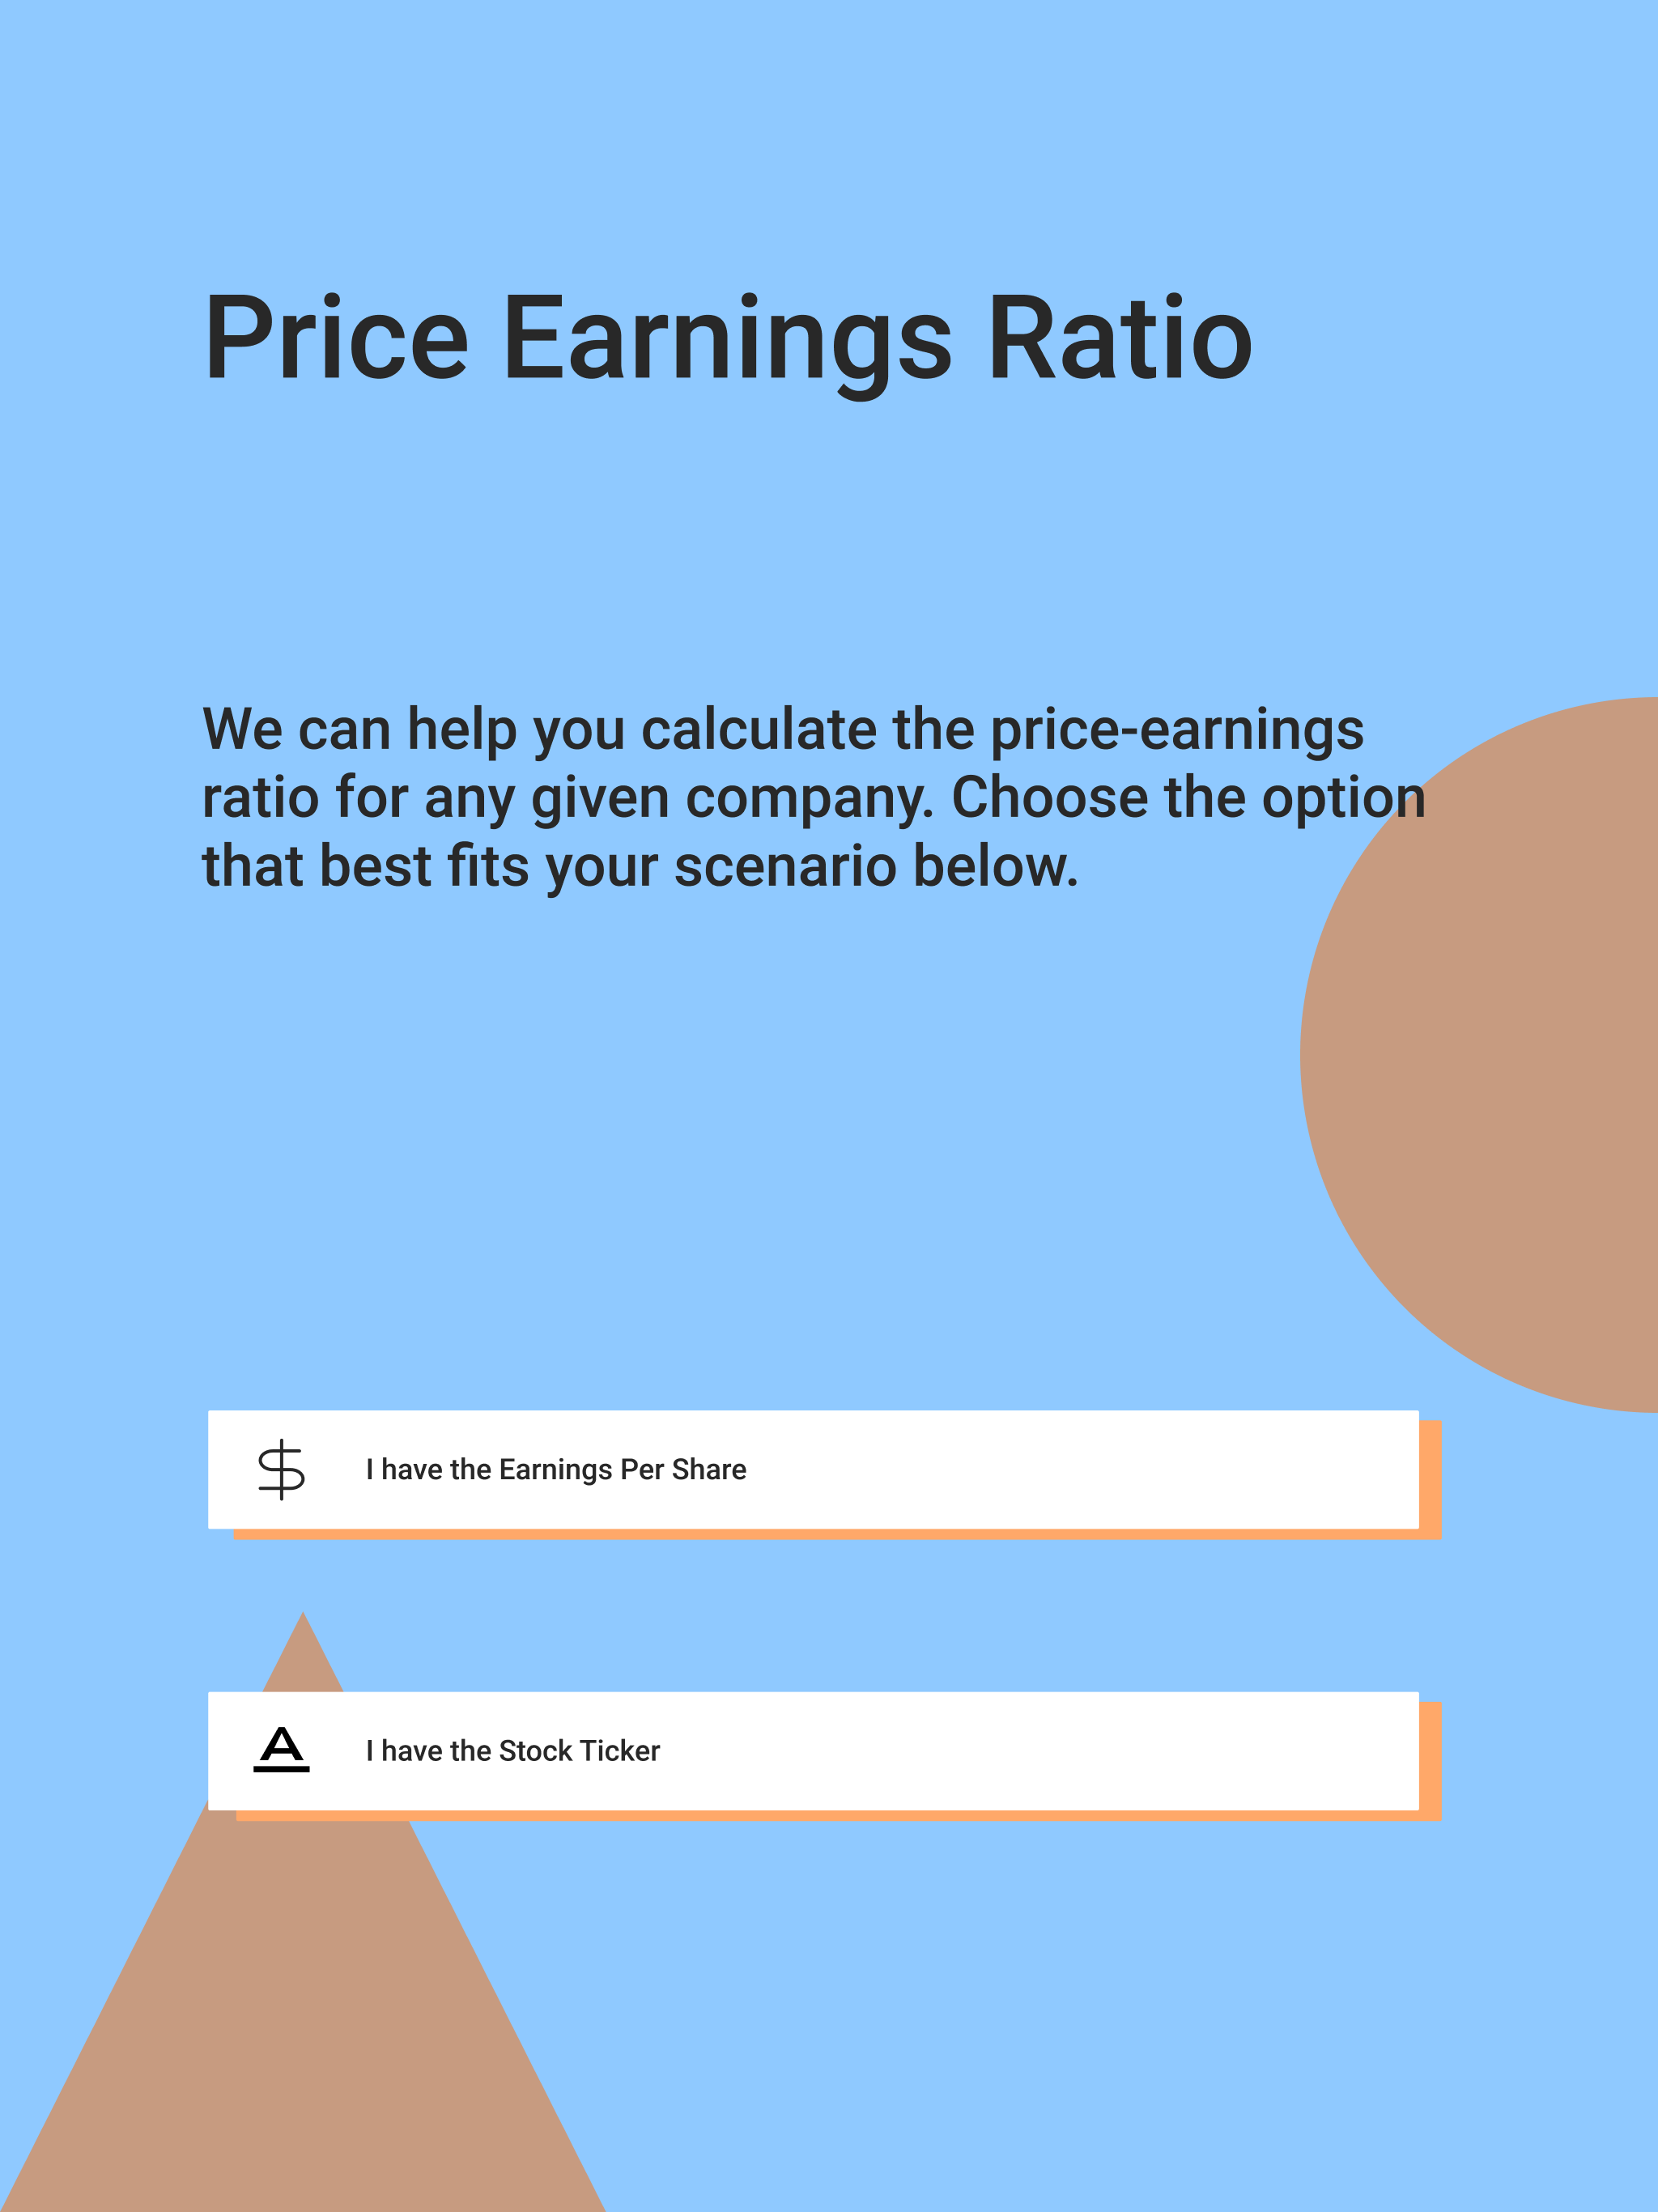 Price Earnings Ratio
We can help you calculate the price-earnings
ratio for any given company. Choose the option
that best fits your scenario below.
$ I have the Earnings Per Share
A I have the Stock Ticker